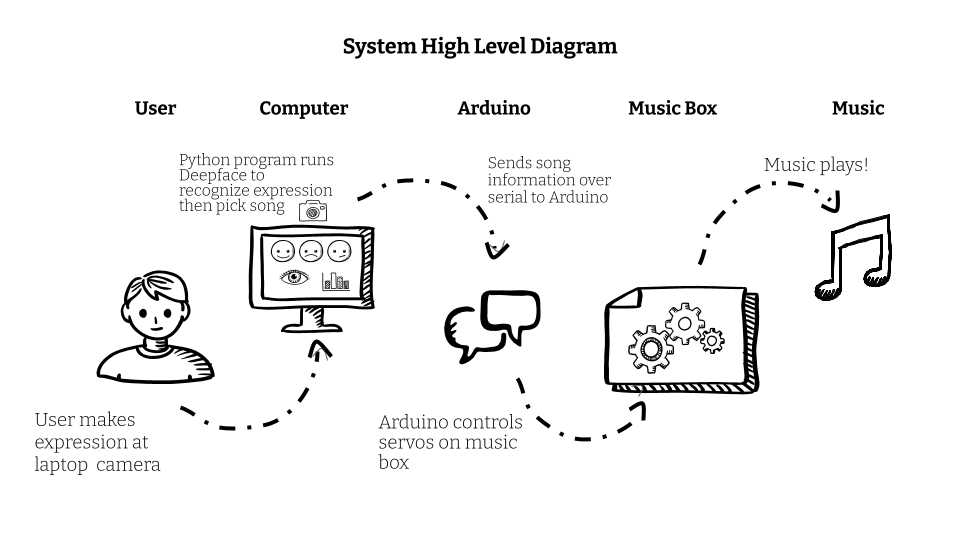 System High Level Diagram
User
Computer
Arduino
Music Box
Music
Python program runs
Deepface to
recognize expression
then pick song
Sends song
information over
serial to Arduino
Music plays!
User makes
expression at
laptop camera
Arduino controls
servos on music
box